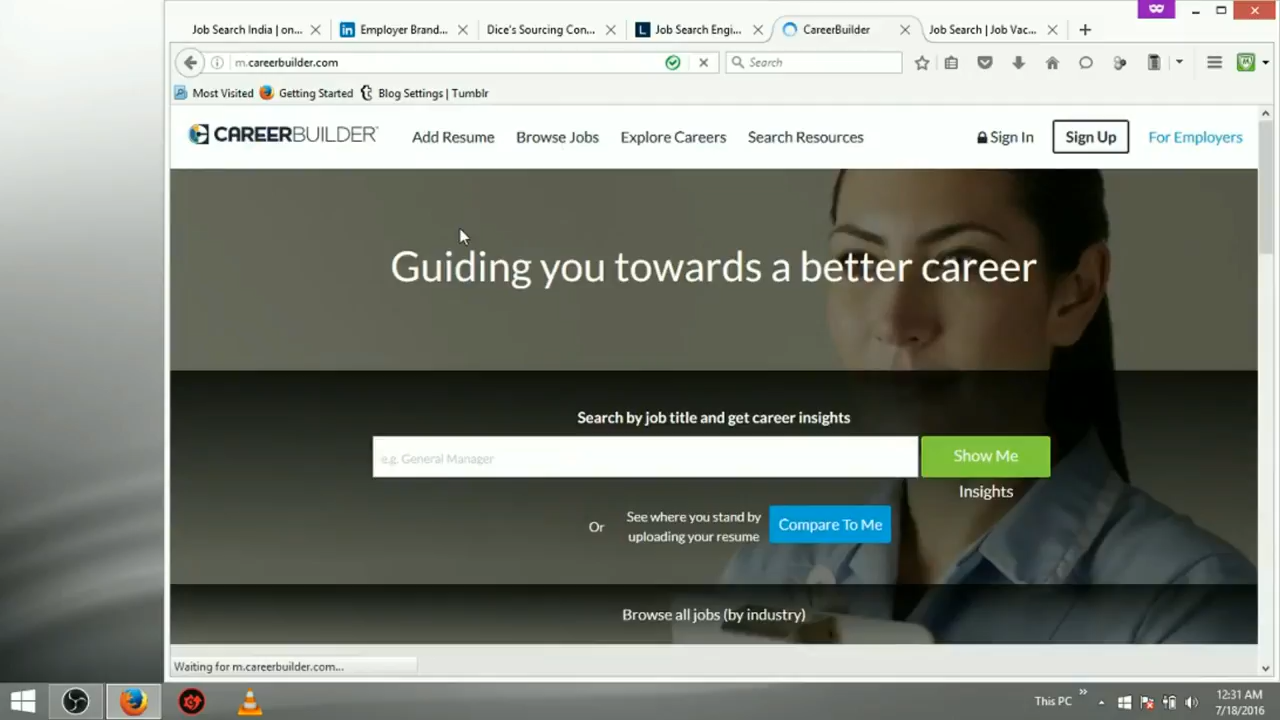 Job Search India | on...
Employer Brand...
Dice's Sourcing Con...
Job Search Engi...
CareerBuilder
Job Search | Job Vac...
m.careerbuilder.com
Search
Most Visited
Getting Started
Blog Settings | Tumblr
CAREERBUILDER
Add Resume
Browse Jobs
Explore Careers
Search Resources
Sign In
Sign Up
For Employers
Guiding you towards a better career
Search by job title and get career insights
e.g. General Manager
Show Me
Insights
Or
See where you stand by
uploading your resume
Compare To Me
Browse all jobs (by industry)
Waiting for m.careerbuilder.com...
This PC
12:31 AM
7/18/2016